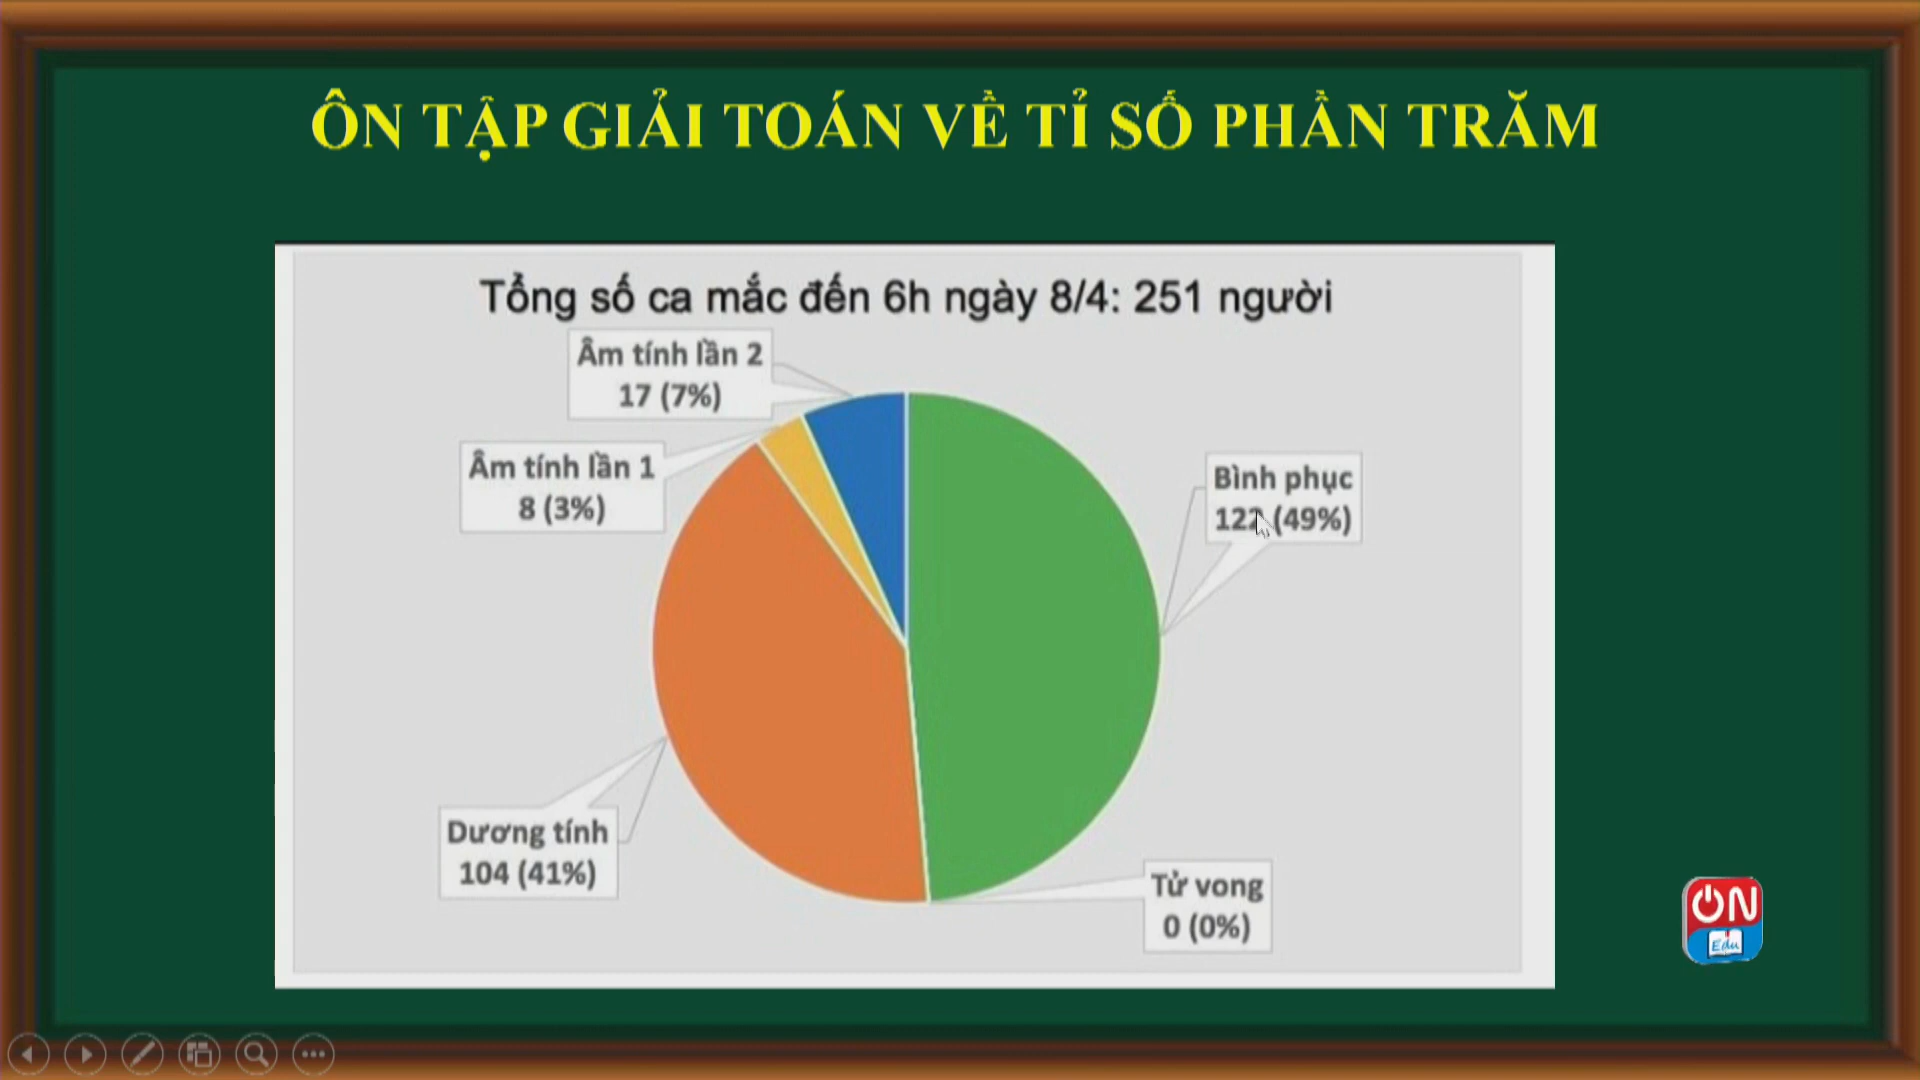 ÔN TẬP GIẢI TOÁN VỀ TỈ SỐ PHẦN TRĂM
Tổng số ca mắc đến 6h ngày 8/4: 251 người
Âm tính lần 2
17 (7%)
Âm tính lần 1
8 (3%)
Bình phục
122 (49%)
Dương tính
104 (41%)
Tử vong
0 (0%)
ON
Edu